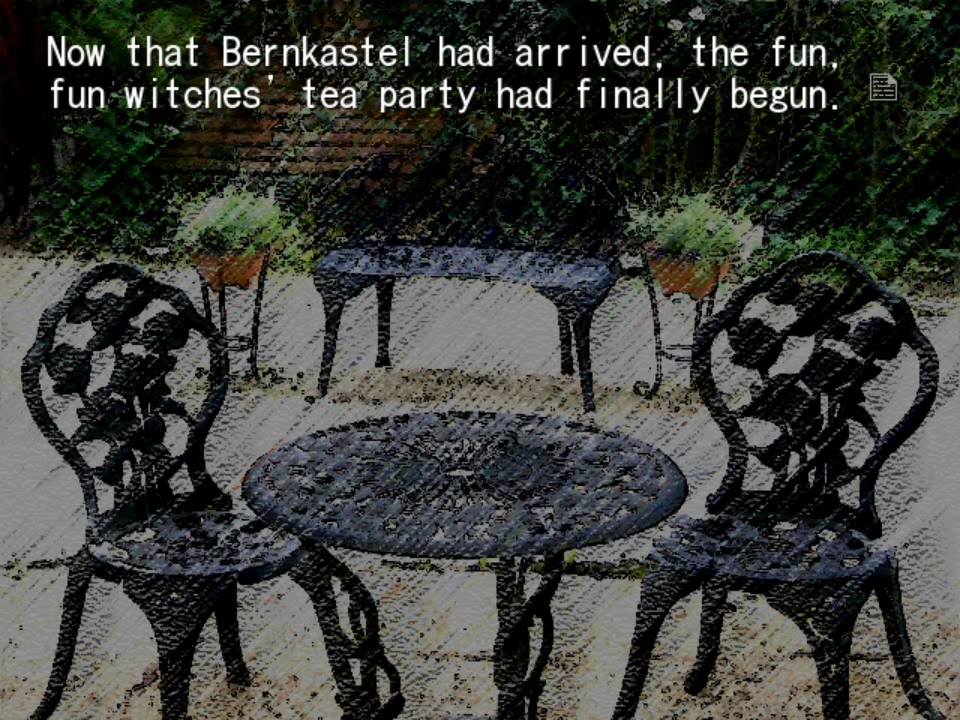 Now that Bernkastel had arrived, the fun,
fun witches' tea party had finally begun.